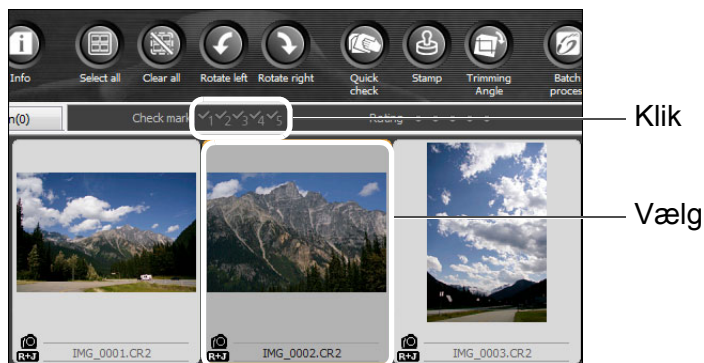 Info Select all Clear all Rotate left Rotate right Quick check Stamp Trimming Angle Batch proces
n(0) Check mark 1 2 3 4 5 Rating
Klik
Vælg
R+J IMG_0001.CR2 R+J IMG_0002.CR2 R+J IMG_0003.CR2